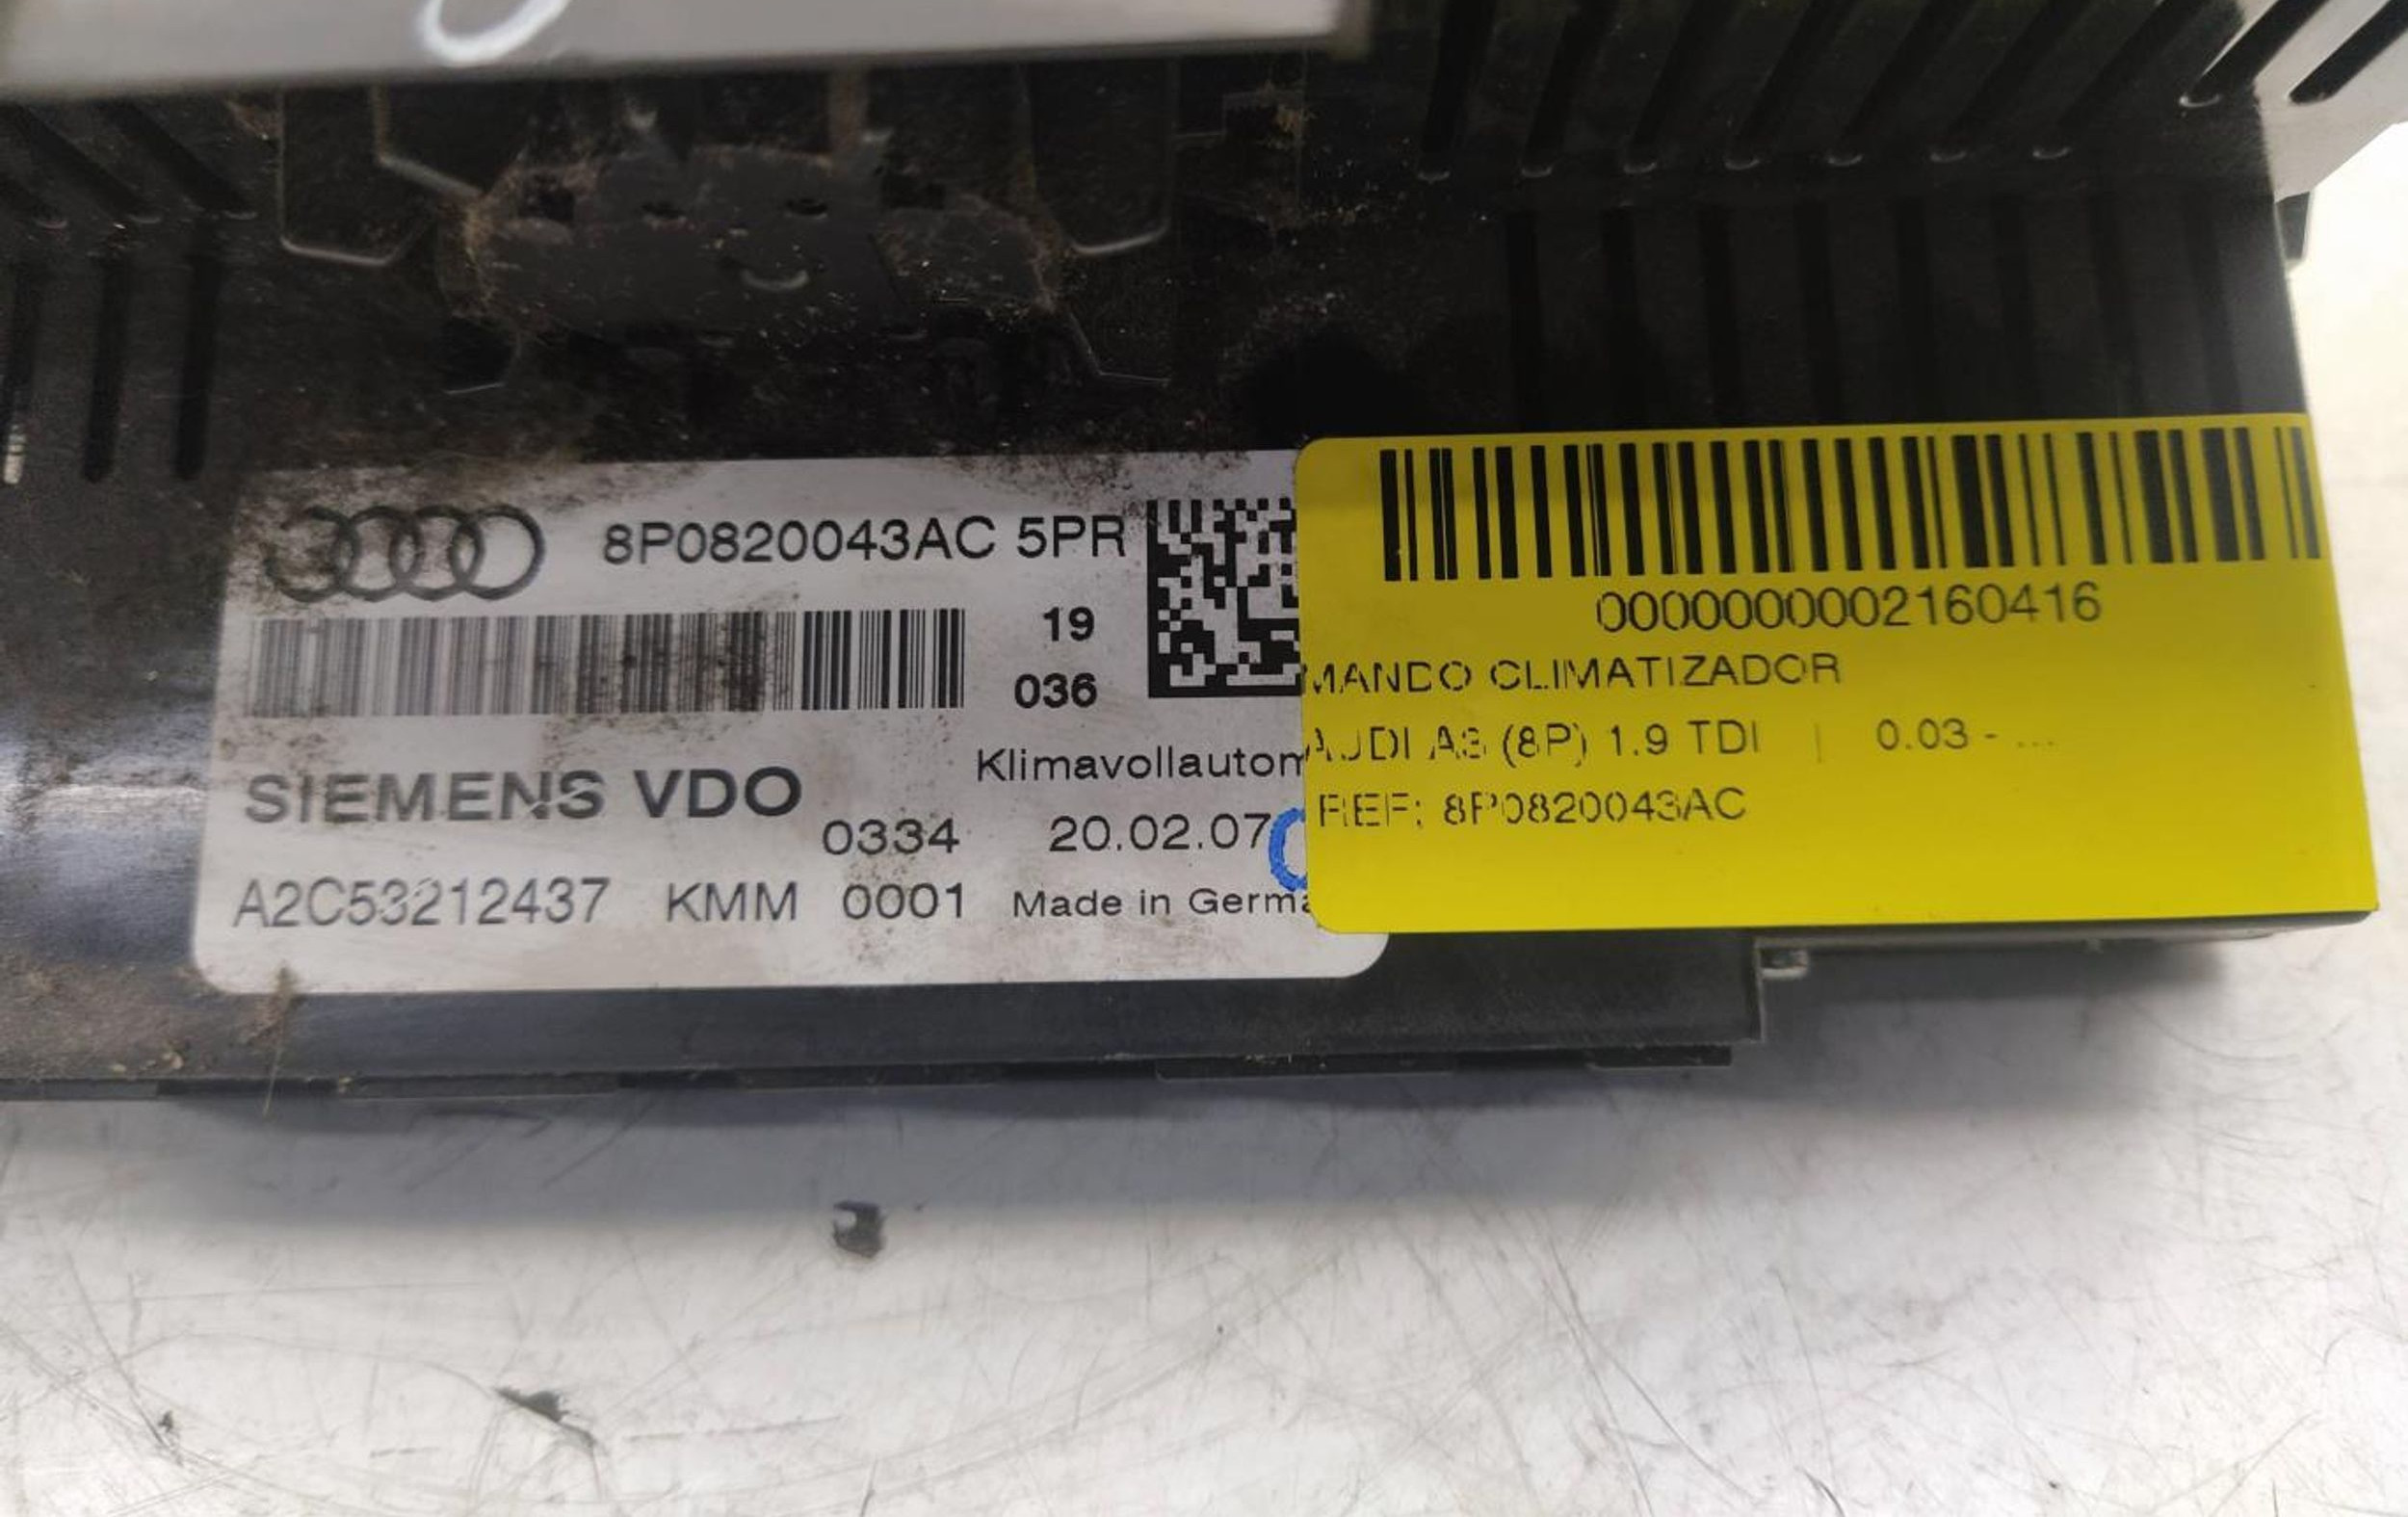 8P0820043AC 5PR
19
036
Klimavollautom
SIEMENS VDO
0334 20.02.07
A2C53212437 KMM 0001 Made in Germa
0000000002160416
MANDO CLIMATIZADOR
AUDI A3 (8P) 1.9 TDI | 0.03 - ...
REF: 8P0820043AC